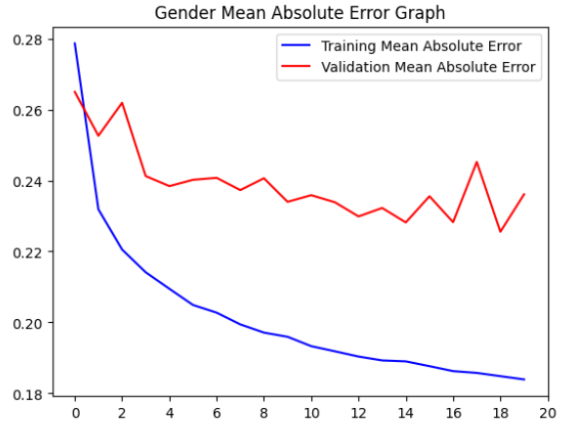 Gender Mean Absolute Error Graph
0.28
Training Mean Absolute Error
Validation Mean Absolute Error
0.26
0.24
0.22
0.20
0.18
0 2 4 6 8 10 12 14 16 18 20